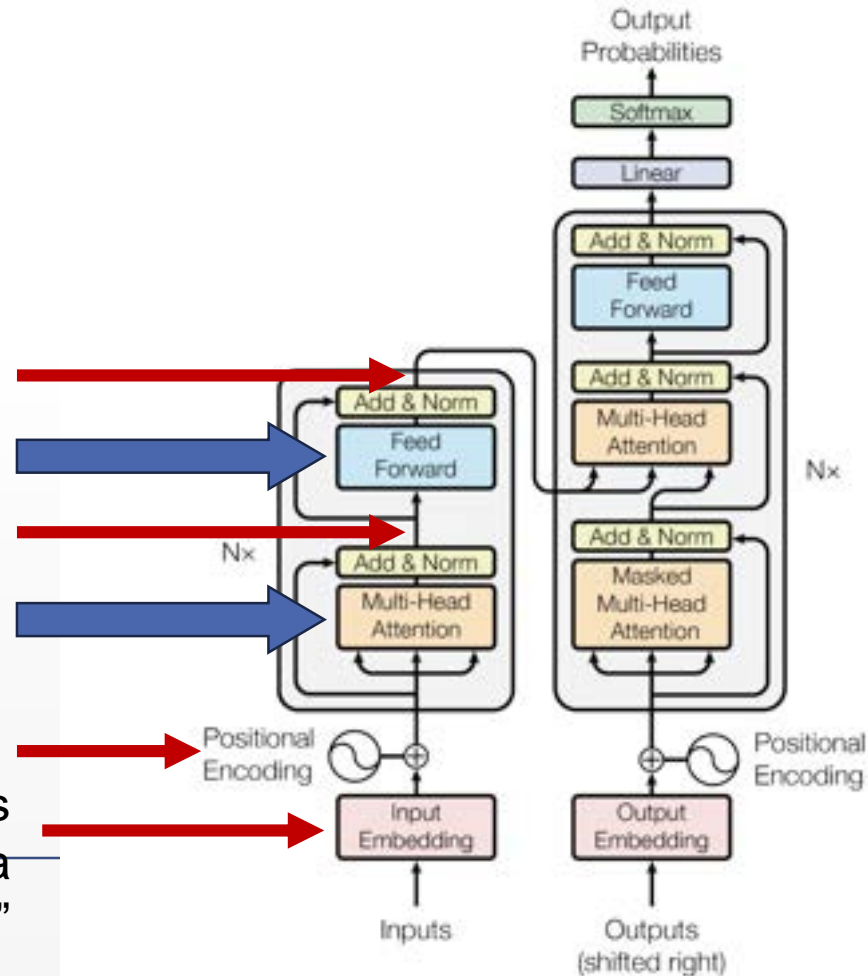 Output
Probabilities
Softmax
Linear
Add & Norm
Feed
Forward
Add & Norm
Multi-Head
Attention
Nx
Add & Norm
Masked
Multi-Head
Attention
Positional
Encoding
Output
Embedding
Outputs
(shifted right)
Add & Norm
Feed
Forward
Nx
Add & Norm
Multi-Head
Attention
Positional
Encoding
Input
Embedding
Inputs
s
a
”